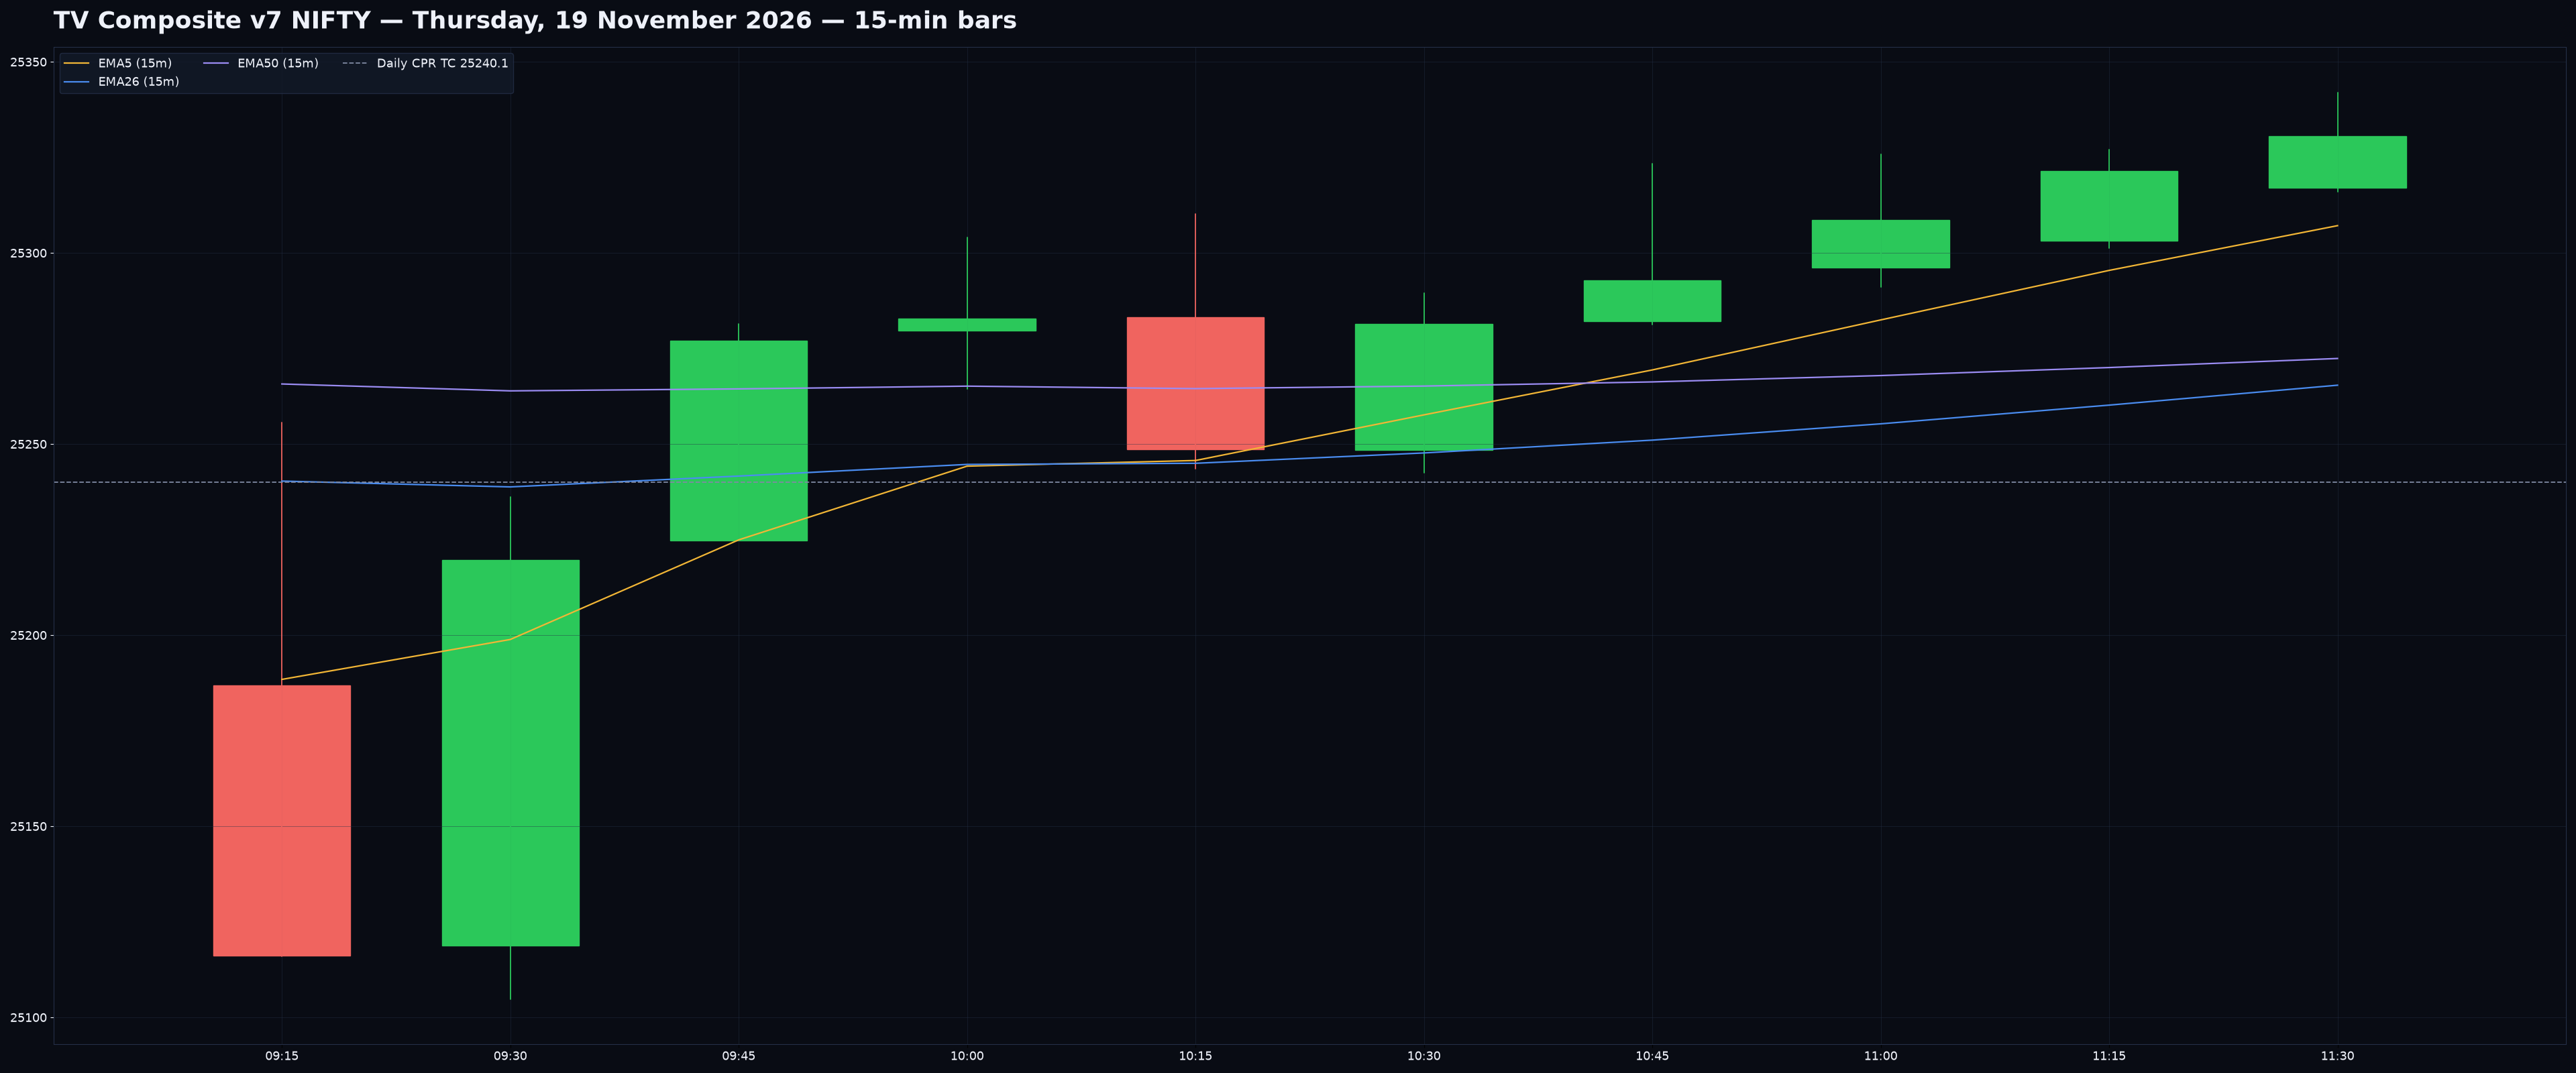 TV Composite v7 NIFTY — Thursday, 19 November 2026 — 15-min bars
EMA5 (15m) EMA50 (15m) Daily CPR TC 25240.1
EMA26 (15m)
25350
25300
25250
25200
25150
25100
09:15 09:30 09:45 10:00 10:15 10:30 10:45 11:00 11:15 11:30